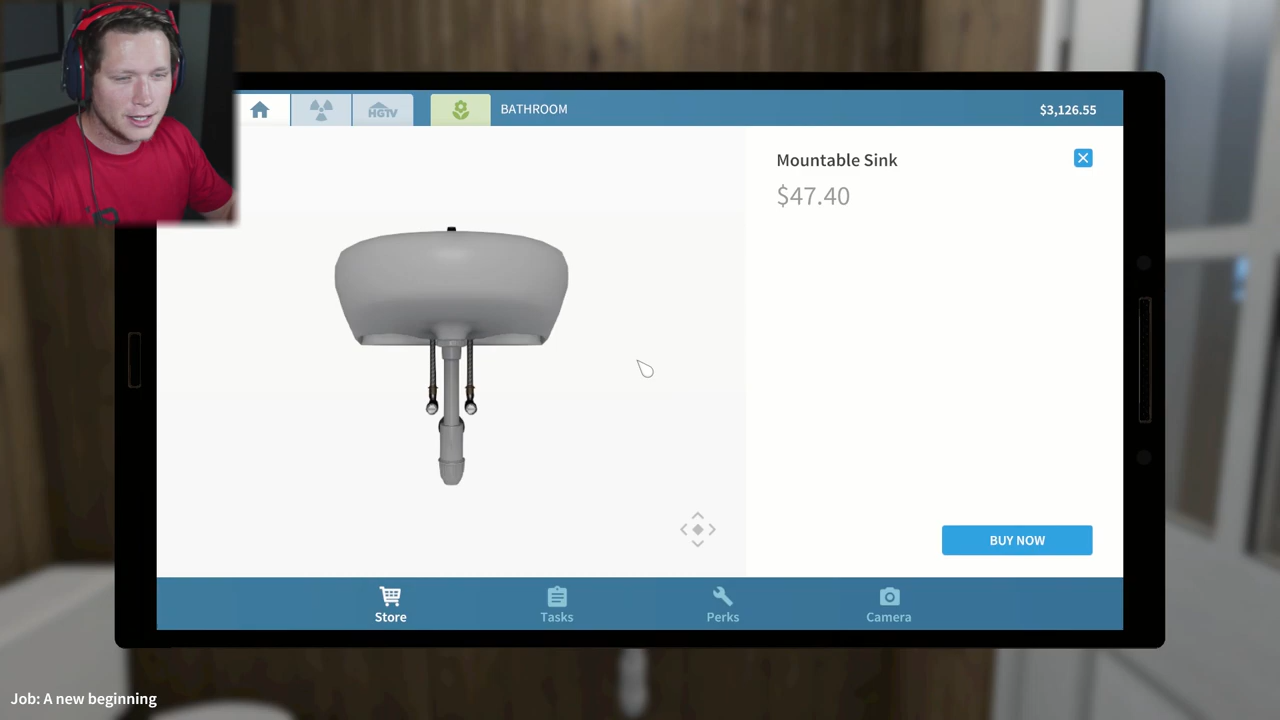 HGTV
BATHROOM
$3,126.55
Mountable Sink
$47.40
BUY NOW
Store
Tasks
Perks
Camera
Job: A new beginning